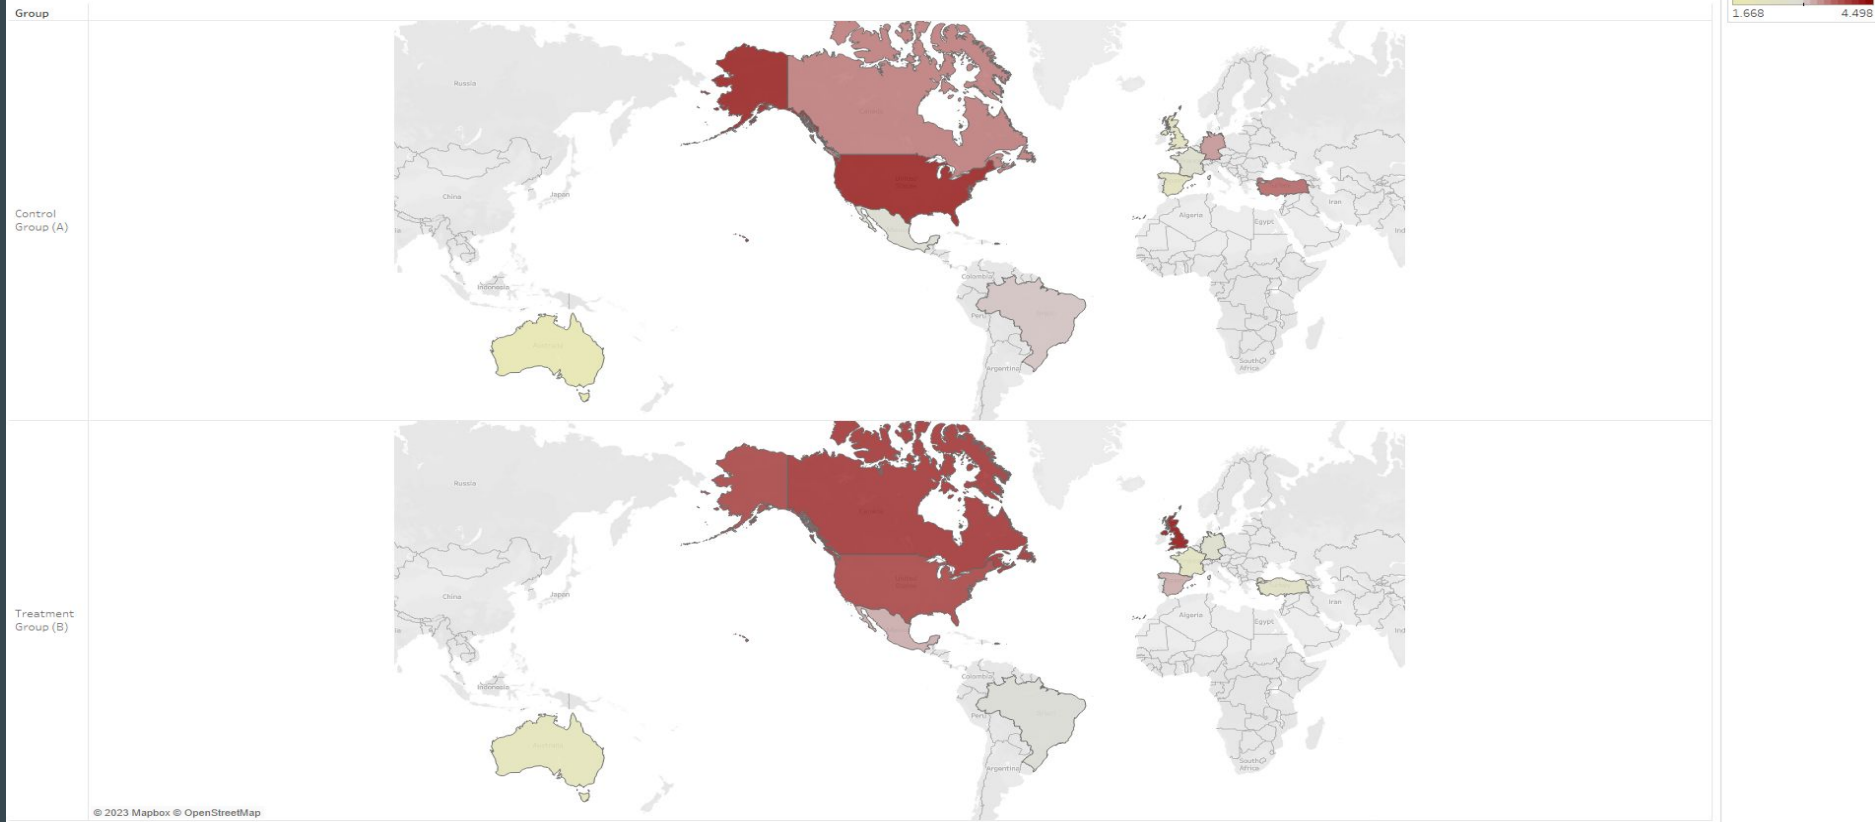 Group
1.668 4.498
Control
Group (A)
Russia
China
Japan
Indonesia
Colombia
Peru
Argentina
Algeria
Egypt
Iran
South
Africa
Treatment
Group (B)
Russia
China
Japan
Indonesia
Colombia
Peru
Argentina
Algeria
Egypt
Iran
South
Africa
© 2023 Mapbox © OpenStreetMap